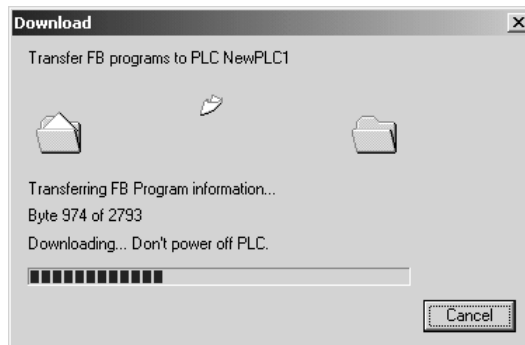 Download
Transfer FB programs to PLC NewPLC1
Transferring FB Program information...
Byte 974 of 2793
Downloading... Don't power off PLC.
Cancel